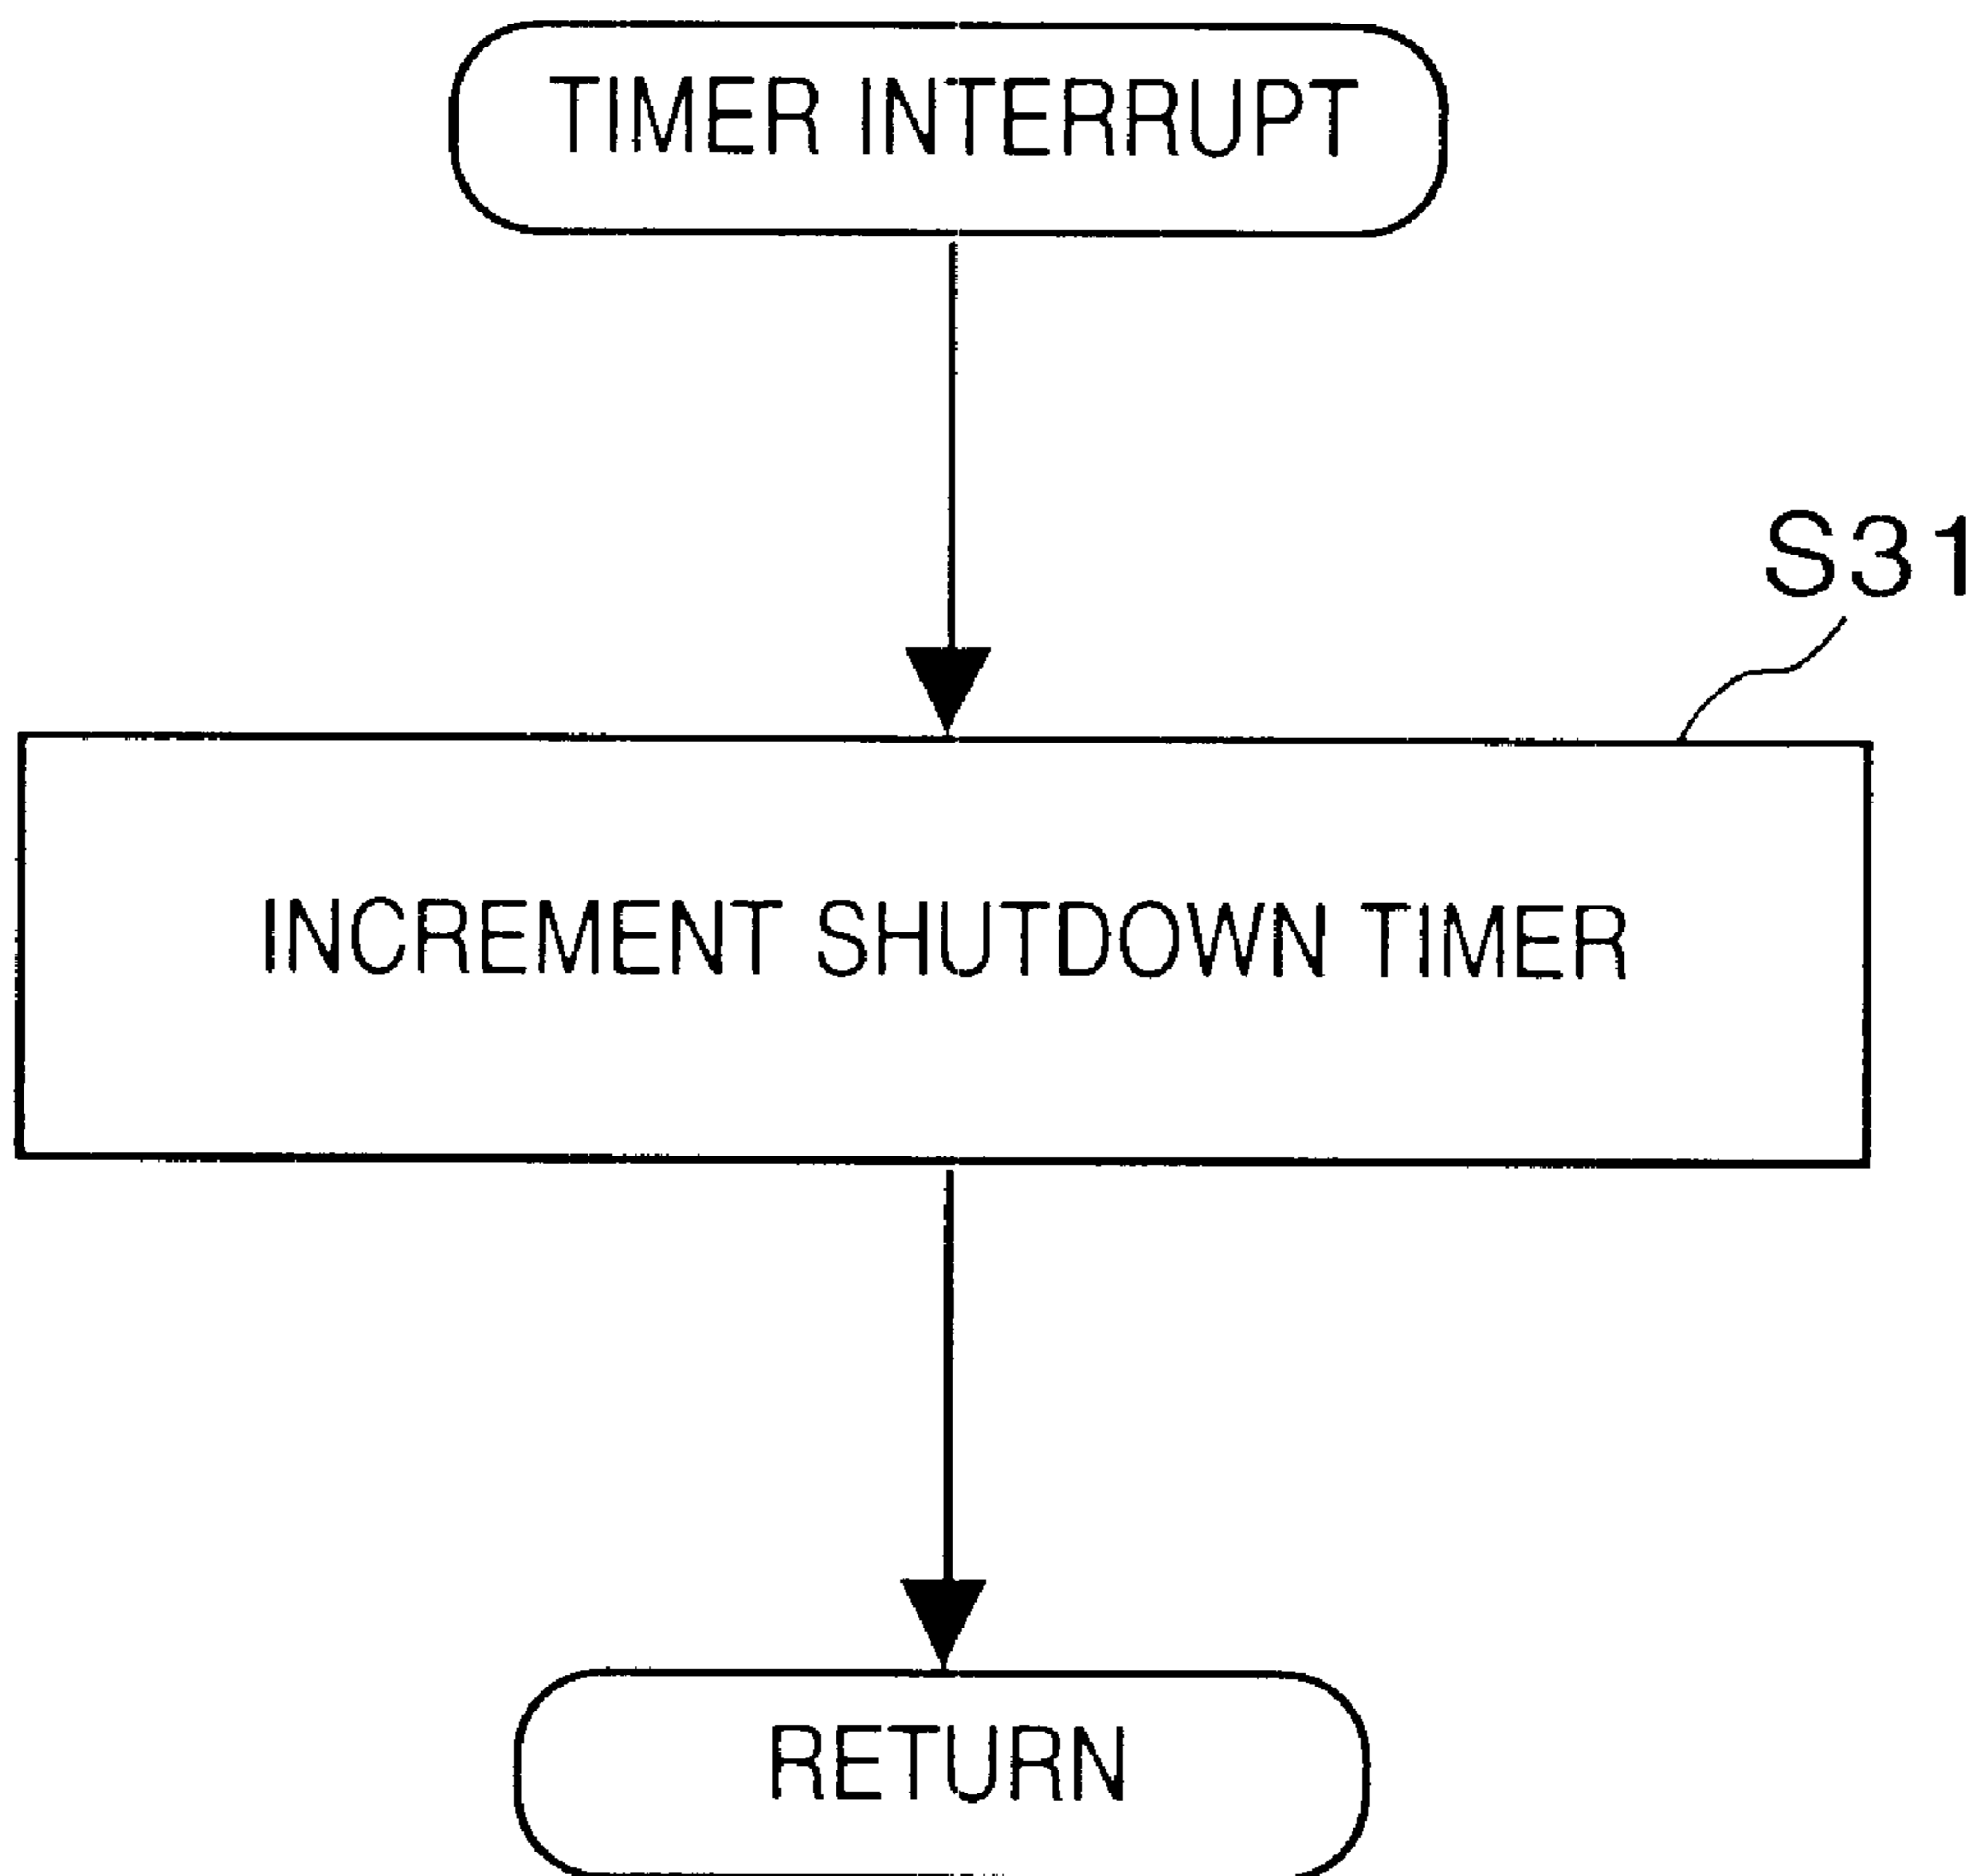 TIMER INTERRUPT
S31
INCREMENT SHUTDOWN TIMER
RETURN